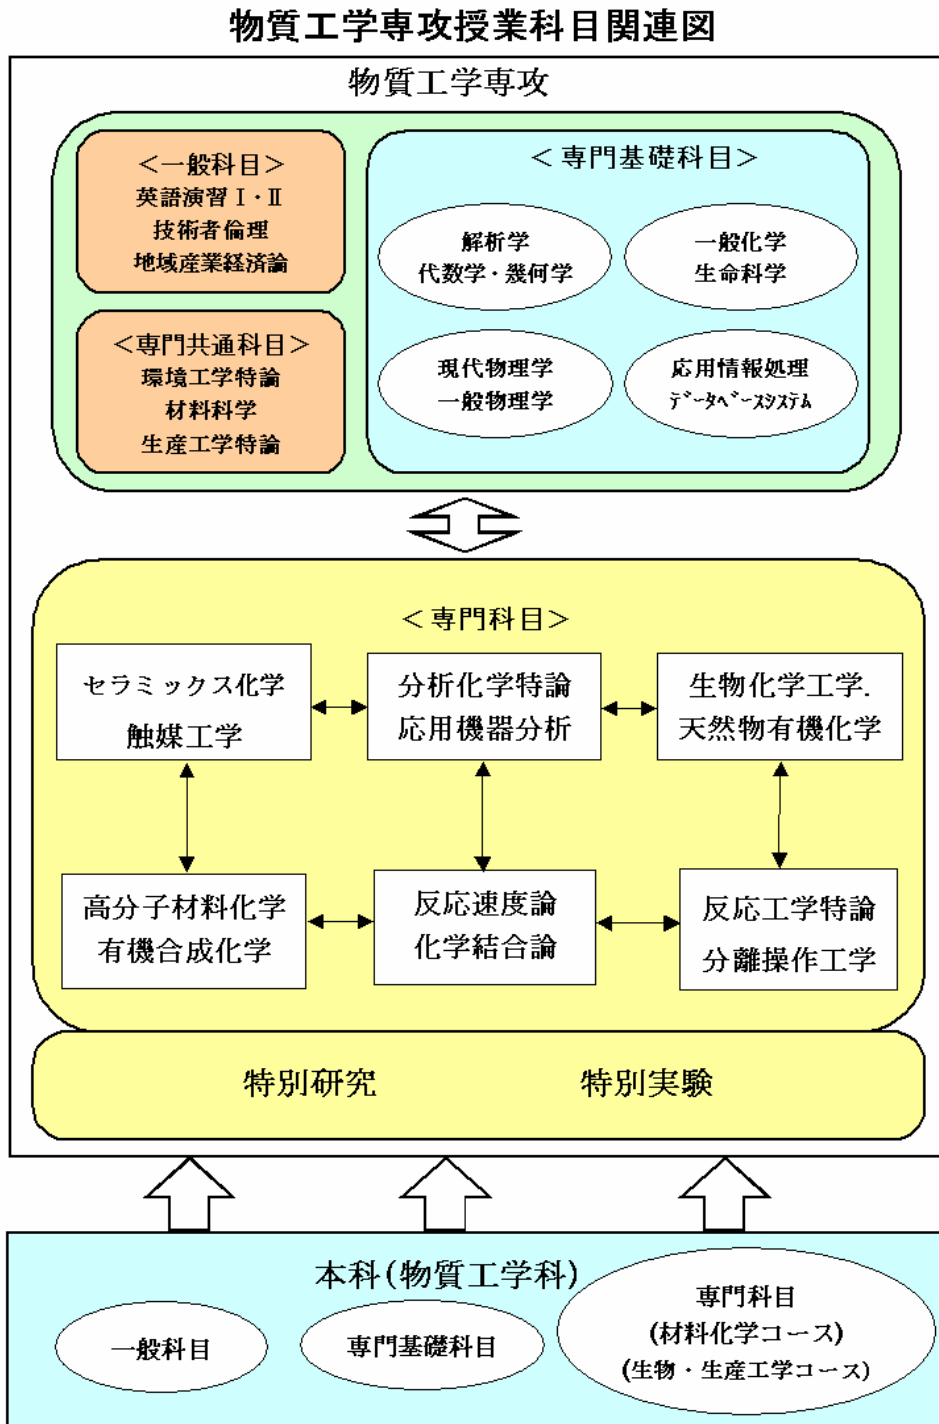 物質工学専攻授業科目関連図
物質工学専攻
＜一般科目＞
英語演習Ⅰ・Ⅱ
技術者倫理
地域産業経済論
＜専門共通科目＞
環境工学特論
材料科学
生産工学特論
＜専門基礎科目＞
解析学
代数学・幾何学
一般化学
生命科学
現代物理学
一般物理学
応用情報処理
ﾃﾞｰﾀﾍﾞｰｽｼｽﾃﾑ
＜専門科目＞
セラミックス化学
触媒工学
分析化学特論
応用機器分析
生物化学工学.
天然物有機化学
高分子材料化学
有機合成化学
反応速度論
化学結合論
反応工学特論
分離操作工学
特別研究
特別実験
本科(物質工学科)
一般科目
専門基礎科目
専門科目
(材料化学コース)
(生物・生産工学コース)